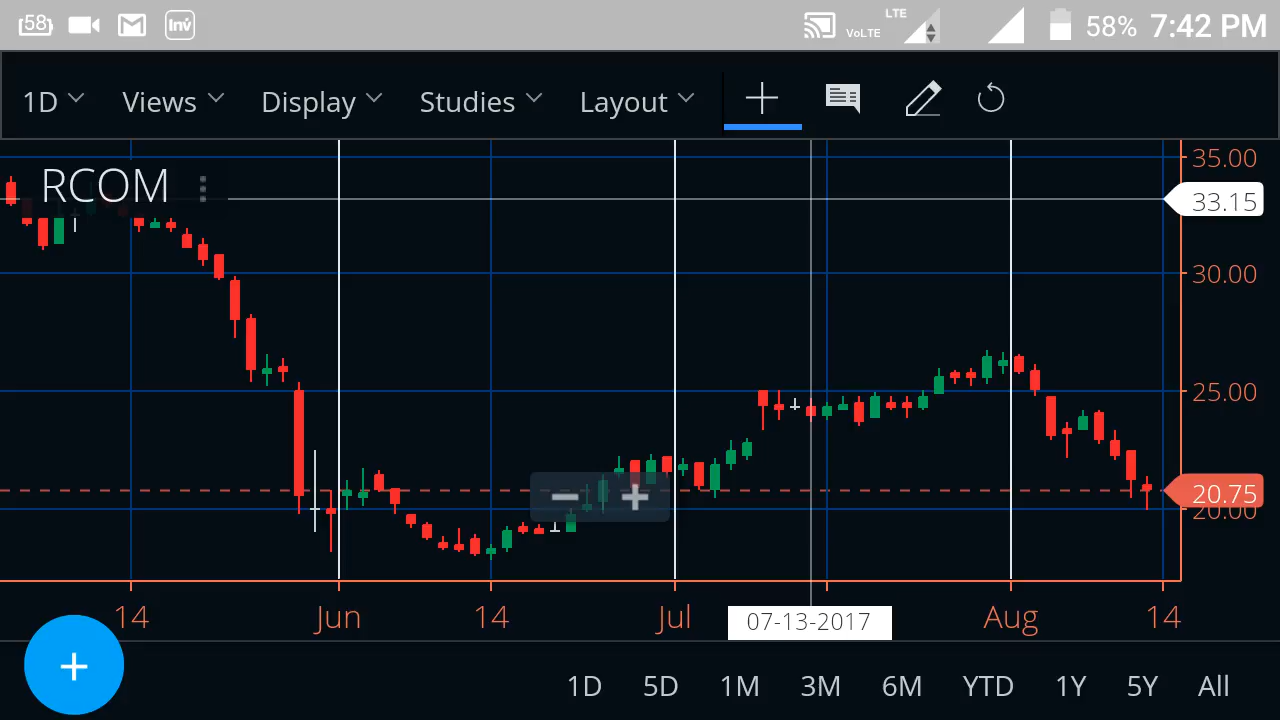 58 Inv VoLTE LTE 58% 7:42 PM
1D Views Display Studies Layout
RCOM
35.00
33.15
30.00
25.00
20.75
20.00
14 Jun 14 Jul 07-13-2017 Aug 14
+
1D 5D 1M 3M 6M YTD 1Y 5Y All